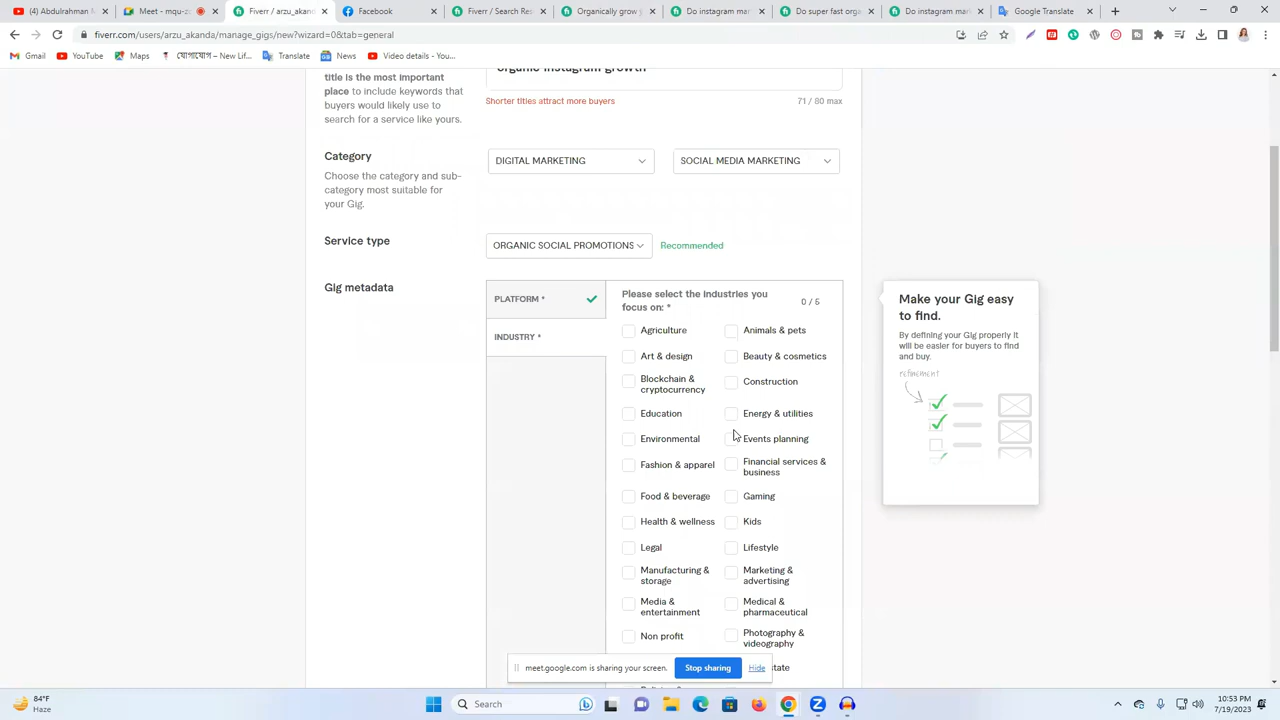 (4) Abdulrahman M
Meet – mqu-z
Fiverr / arzu_akan
Facebook
Fiverr / Search Re
Organically grow y
Do instagram mar
Do super fast orga
Do instagram mark
Google Translate
fiverr.com/users/arzu_akanda/manage_gigs/new?wizard=0&tab=general
Gmail
YouTube
Maps
যোগাযোগ – New Lif...
Translate
News
Video details - You...
title is the most important
place to include keywords that
buyers would likely use to
search for a service like yours.
organic instagram growth
Shorter titles attract more buyers
71 / 80 max
Category
Choose the category and sub-
category most suitable for
your Gig.
DIGITAL MARKETING
SOCIAL MEDIA MARKETING
Service type
ORGANIC SOCIAL PROMOTIONS
Recommended
Gig metadata
PLATFORM *
INDUSTRY *
Please select the industries you
focus on: *
0 / 5
Agriculture
Animals & pets
Art & design
Beauty & cosmetics
Blockchain &
cryptocurrency
Construction
Education
Energy & utilities
Environmental
Events planning
Fashion & apparel
Financial services &
business
Food & beverage
Gaming
Health & wellness
Kids
Legal
Lifestyle
Manufacturing &
storage
Marketing &
advertising
Media &
entertainment
Medical &
pharmaceutical
Non profit
Photography &
videography
Make your Gig easy
to find.
By defining your Gig properly it
will be easier for buyers to find
and buy.
refinement
meet.google.com is sharing your screen.
Stop sharing
Hide
84°F
Haze
Search
10:53 PM
7/19/2023